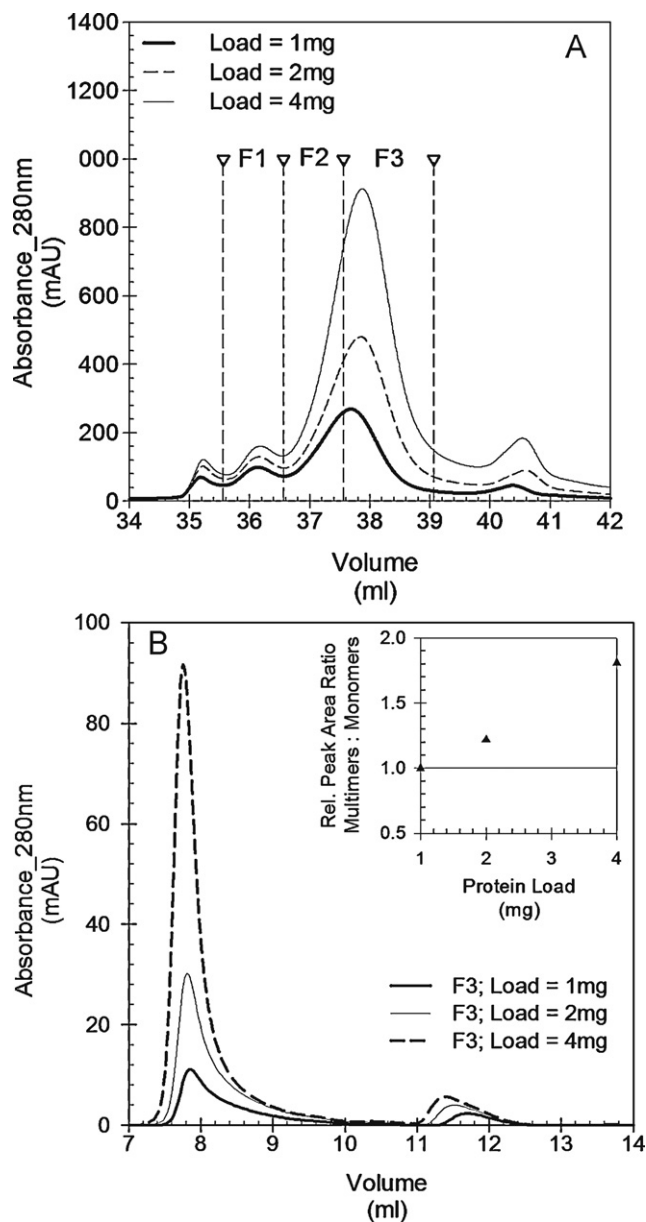 1400
1200
000
800
600
400
200
0
Absorbance_280nm
(mAU)
Load = 1mg
Load = 2mg
Load = 4mg
A
F1 F2 F3
34 35 36 37 38 39 40 41 42
Volume
(ml)
B
100
80
60
40
20
0
Absorbance_280nm
(mAU)
2.0
1.5
1.0
0.5
Rel. Peak Area Ratio
Multimers : Monomers
1 2 3 4
Protein Load
(mg)
F3; Load = 1mg
F3; Load = 2mg
F3; Load = 4mg
7 8 9 10 11 12 13 14
Volume
(ml)